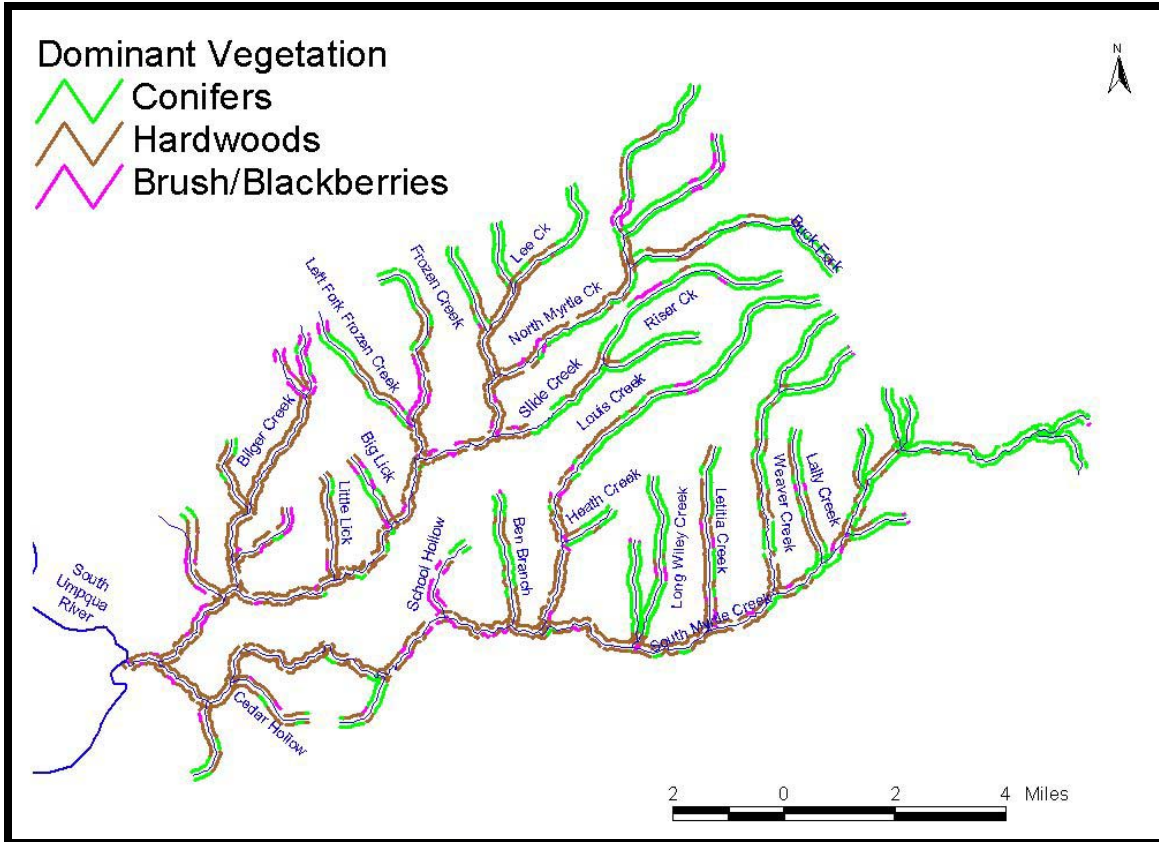 Dominant Vegetation
Conifers
Hardwoods
Brush/Blackberries
N
Buck Fork
Lee Ck
Frozen Creek
Left Fork Frozen Creek
North Myrtle Ck
Riser Ck
Slide Creek
Louis Creek
Bilger Creek
Big Lick
Little Lick
School Hollow
Ben Branch
Heath Creek
Long Wiley Creek
Letitia Creek
Weaver Creek
Lally Creek
South
Umpqua
River
South Myrtle Creek
Cedar Hollow
2 0 2 4 Miles